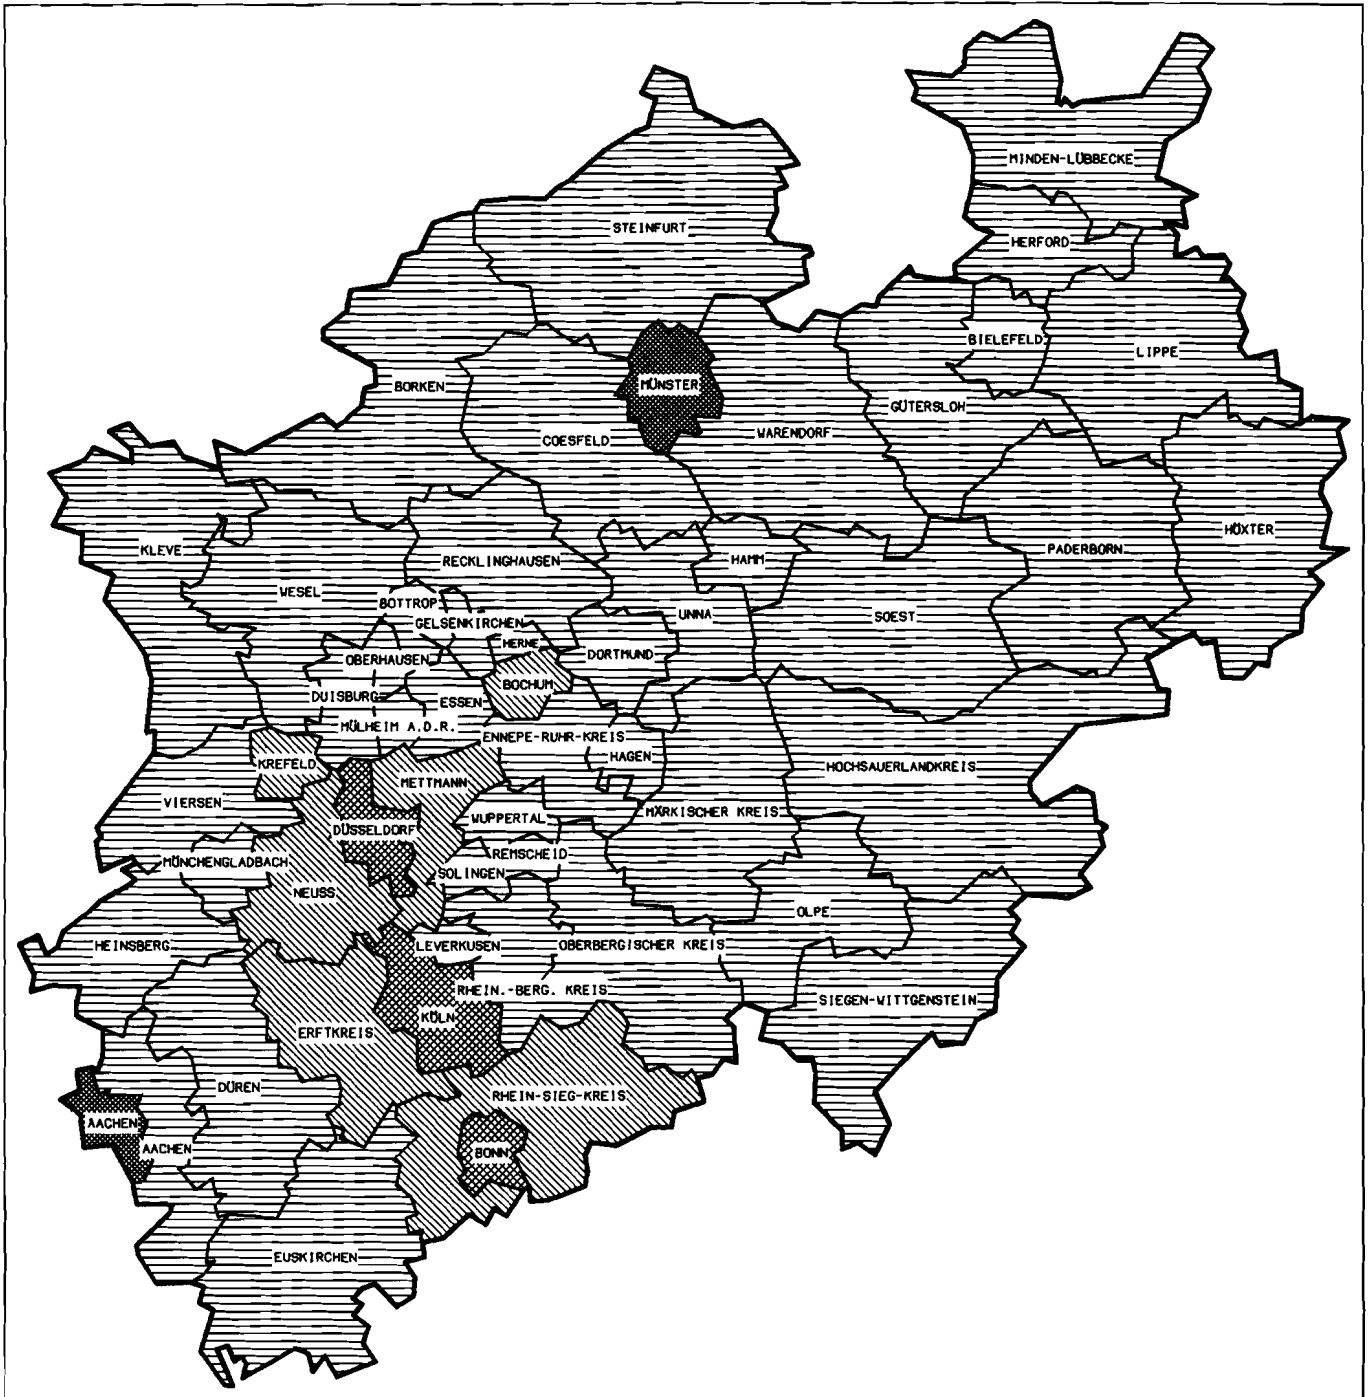 MINDEN-LÜBBECKE
STEINFURT
HERFORD
BIELEFELD
LIPPE
BORKEN
MÜNSTER
GÜTERSLOH
COESFELD
WARENDORF
KLEVE
RECKLINGHAUSEN
HAMM
PADERBORN
HÖXTER
WESEL
BOTTROP
GELSENKIRCHEN
UNNA
SOEST
HERNE
OBERHAUSEN
DORTMUND
BOCHUM
DUISBURG
ESSEN
MÜLHEIM A.D.R.
ENNEPE-RUHR-KREIS
HAGEN
KREFELD
METTMANN
HOCHSAUERLANDKREIS
VIERSEN
WUPPERTAL
MÄRKISCHER KREIS
DÜSSELDORF
REMSCHEID
MÖNCHENGLADBACH
SOLINGEN
NEUSS
OLPE
HEINSBERG
LEVERKUSEN
OBERBERGISCHER KREIS
RHEIN.-BERG. KREIS
SIEGEN-WITTGENSTEIN
KÖLN
ERFTKREIS
DÜREN
RHEIN-SIEG-KREIS
AACHEN
AACHEN
BONN
EUSKIRCHEN